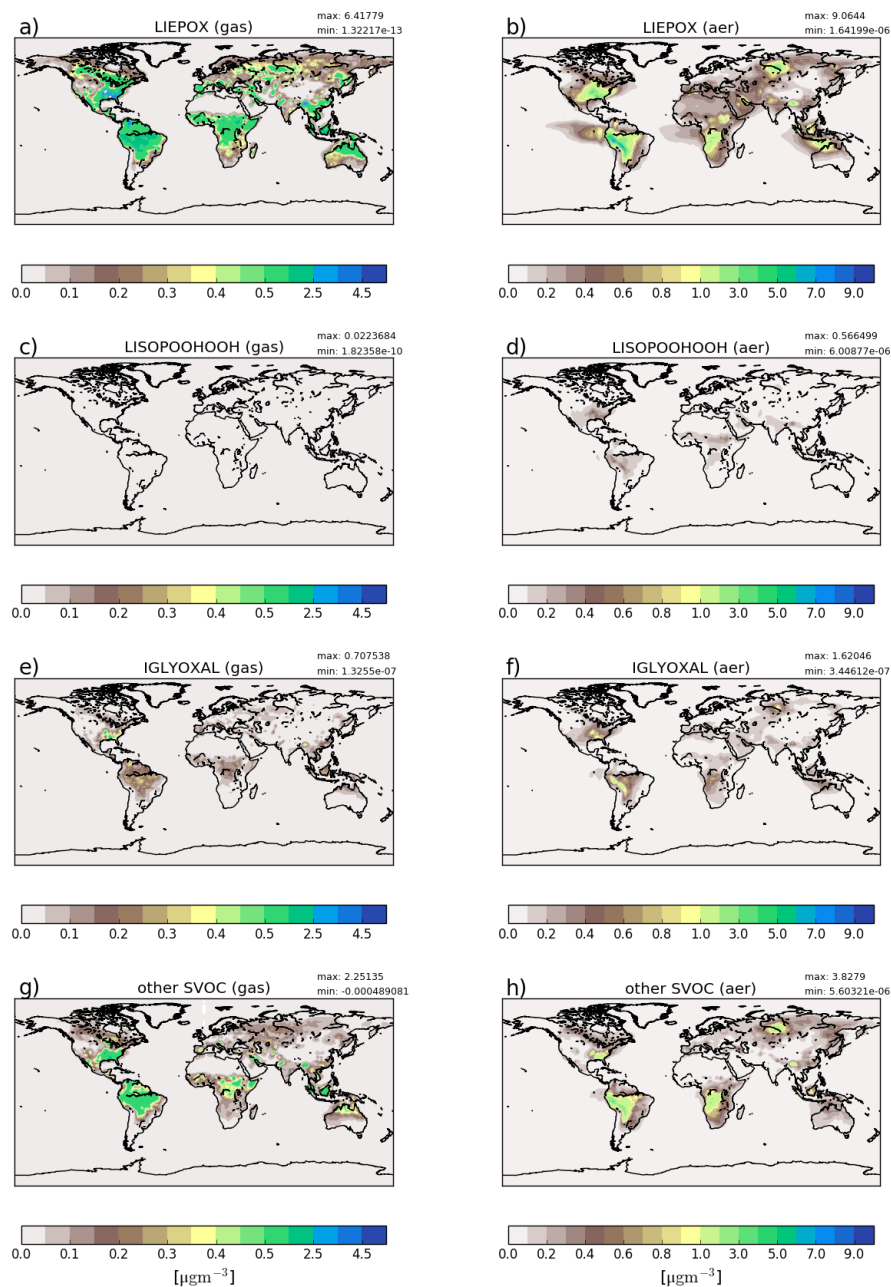 a)
LIEPOX (gas)
max: 6.41779
min: 1.32217e-13
0.0 0.1 0.2 0.3 0.4 0.5 2.5 4.5
b)
LIEPOX (aer)
max: 9.0644
min: 1.64199e-06
0.0 0.2 0.4 0.6 1.0 3.0 5.0 7.0 9.0
c)
LISOPOOHOOH (gas)
max: 0.0223684
min: 1.82358e-10
0.0 0.1 0.2 0.3 0.4 0.5 2.5 4.5
d)
LISOPOOHOOH (aer)
max: 0.566499
min: 6.00877e-06
0.0 0.2 0.4 0.6 0.8 1.0 3.0 5.0 7.0 9.0
e)
IGLYOXAL (gas)
max: 0.707538
min: 1.3255e-07
0.0 0.1 0.2 0.3 0.4 0.5 2.5 4.5
f)
IGLYOXAL (aer)
max: 1.62046
min: 3.44612e-07
0.0 0.2 0.4 0.6 1.0 3.0 5.0 7.0 9.0
g)
other SVOC (gas)
max: 2.25135
min: -0.000489081
0.0 0.1 0.2 0.3 0.4 0.5 2.5 4.5
[μgm⁻³]
h)
other SVOC (aer)
max: 3.8279
min: 5.60321e-06
0.0 0.2 0.4 0.6 1.0 3.0 5.0 7.0 9.0
[μgm⁻³]